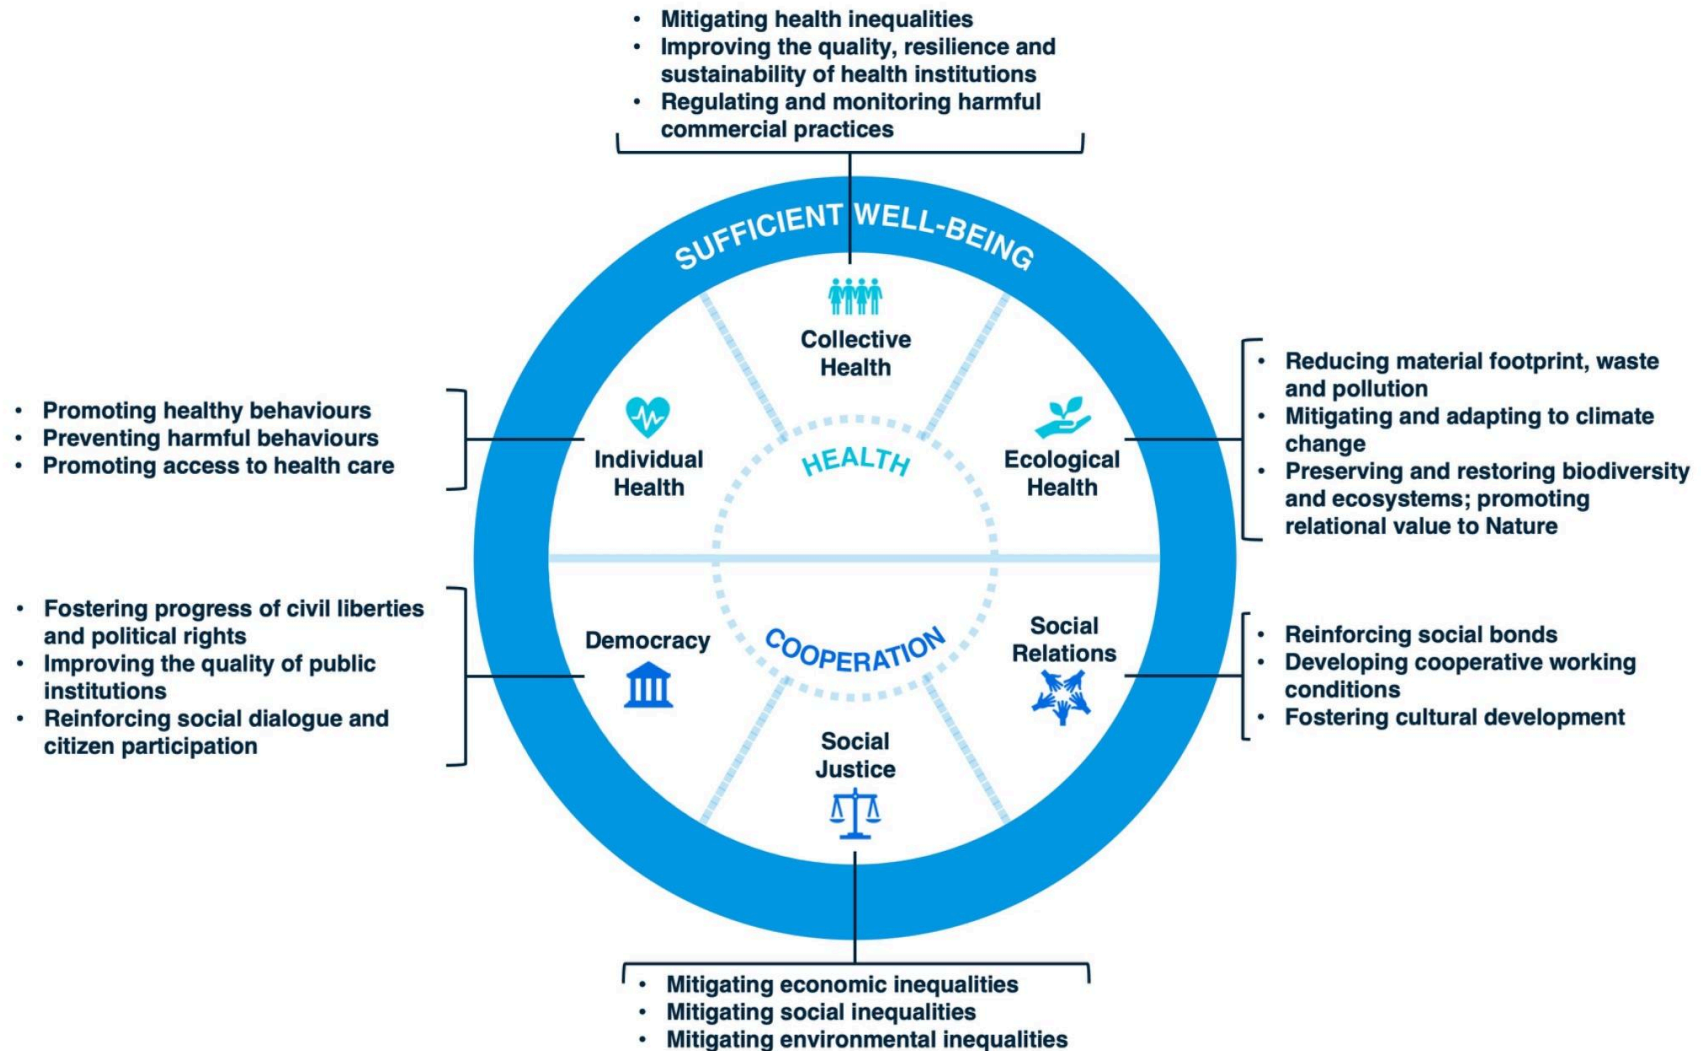 • Mitigating health inequalities
• Improving the quality, resilience and
sustainability of health institutions
• Regulating and monitoring harmful
commercial practices
SUFFICIENT WELL-BEING
Collective
Health
HEALTH
Individual
Health
• Promoting healthy behaviours
• Preventing harmful behaviours
• Promoting access to health care
Ecological
Health
• Reducing material footprint, waste
and pollution
• Mitigating and adapting to climate
change
• Preserving and restoring biodiversity
and ecosystems; promoting
relational value to Nature
• Fostering progress of civil liberties
and political rights
• Improving the quality of public
institutions
• Reinforcing social dialogue and
citizen participation
Democracy
COOPERATION
Social
Relations
• Reinforcing social bonds
• Developing cooperative working
conditions
• Fostering cultural development
Social
Justice
• Mitigating economic inequalities
• Mitigating social inequalities
• Mitigating environmental inequalities